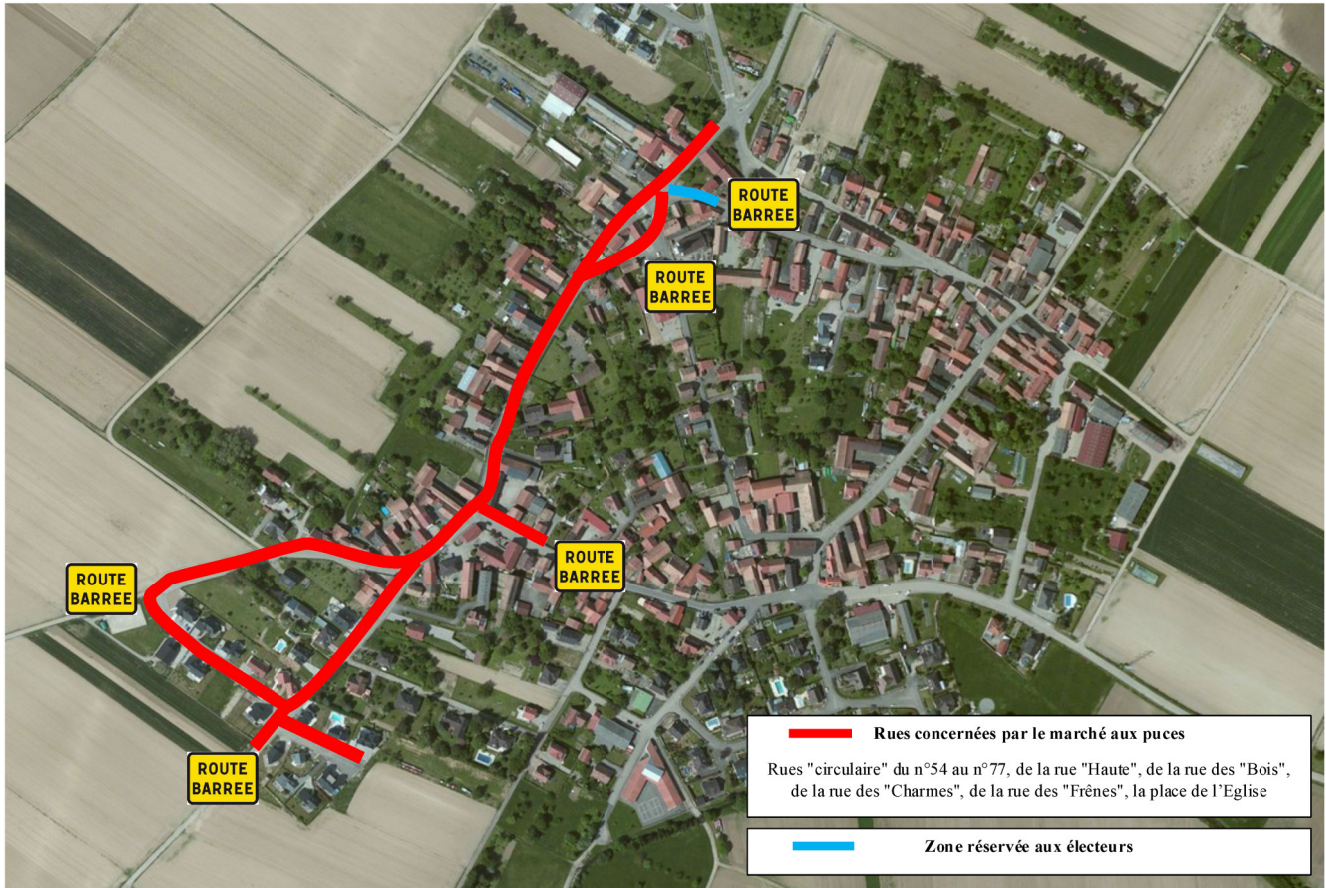 ROUTE
BARREE
ROUTE
BARREE
ROUTE
BARREE
ROUTE
BARREE
ROUTE
BARREE
Rues concernées par le marché aux puces
Rues "circulaire" du n°54 au n°77, de la rue "Haute", de la rue des "Bois",
de la rue des "Charmes", de la rue des "Frênes", la place de l'Eglise
Zone réservée aux électeurs